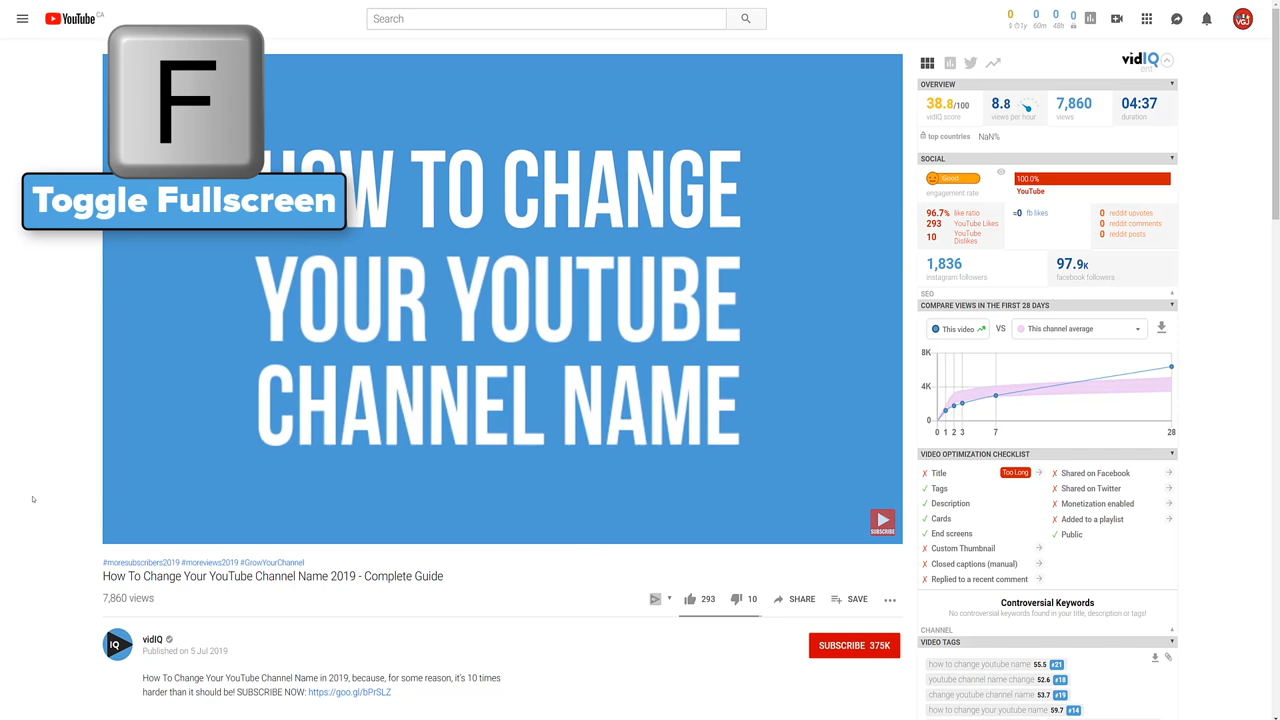 YouTube CA
Search
0 0 0 0
1y 60m 48h
VGJ
F
Toggle Fullscreen
HOW TO CHANGE
YOUR YOUTUBE
CHANNEL NAME
SUBSCRIBE
#moresubscribers2019 #moreviews2019 #GrowYourChannel
How To Change Your YouTube Channel Name 2019 - Complete Guide
7,860 views
293 10 SHARE SAVE
IQ
vidIQ
Published on 5 Jul 2019
SUBSCRIBE 375K
How To Change Your YouTube Channel Name in 2019, because, for some reason, it's 10 times
harder than it should be! SUBSCRIBE NOW: https://goo.gl/bPrSLZ
vidIQ
ent
OVERVIEW
38.8/100 8.8 7,860 04:37
vidIQ score views per hour views duration
top countries NaN%
SOCIAL
Good
engagement rate
100.0%
YouTube
96.7% like ratio
293 YouTube Likes
10 YouTube Dislikes
=0 fb likes
0 reddit upvotes
0 reddit comments
0 reddit posts
1,836 97.9K
instagram followers facebook followers
SEO
COMPARE VIEWS IN THE FIRST 28 DAYS
This video VS This channel average
8K
4K
0
0 1 2 3 7 28
VIDEO OPTIMIZATION CHECKLIST
✗ Title Too Long ✗ Shared on Facebook
✓ Tags ✗ Shared on Twitter
✓ Description ✗ Monetization enabled
✓ Cards ✗ Added to a playlist
✓ End screens ✓ Public
✗ Custom Thumbnail
✗ Closed captions (manual)
✗ Replied to a recent comment
Controversial Keywords
No controversial keywords found in your title, description or tags!
CHANNEL
VIDEO TAGS
how to change youtube name 55.5 #21
youtube channel name change 52.6 #18
change youtube channel name 53.7 #19
how to change your youtube name 59.7 #14